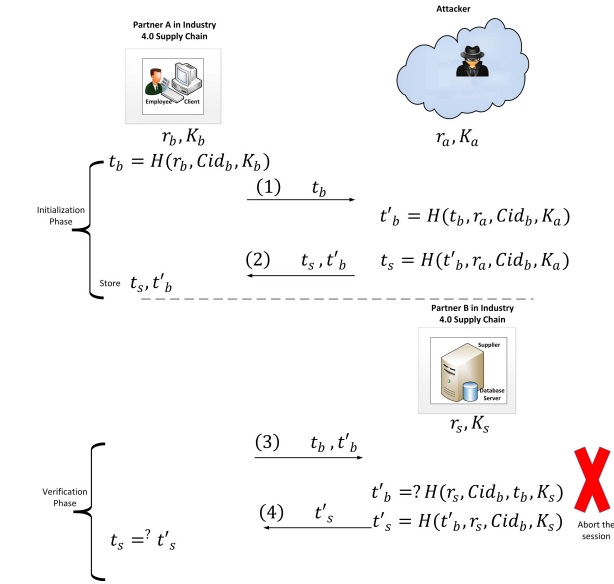 Attacker
Partner A in Industry
4.0 Supply Chain
Employee Client
r_b, K_b
r_a, K_a
t_b = H(r_b, Cid_b, K_b)
(1) t_b
Initialization
Phase
t'_b = H(t_b, r_a, Cid_b, K_a)
(2) t_s, t'_b
t_s = H(t'_b, r_a, Cid_b, K_a)
Store t_s, t'_b
Partner B in Industry
4.0 Supply Chain
Supplier
Database
Server
r_s, K_s
(3) t_b, t'_b
Verification
Phase
t'_b =? H(r_s, Cid_b, t_b, K_s)
(4) t'_s
t'_s = H(t'_b, r_s, Cid_b, K_s)
Abort the
session
t_s =? t'_s